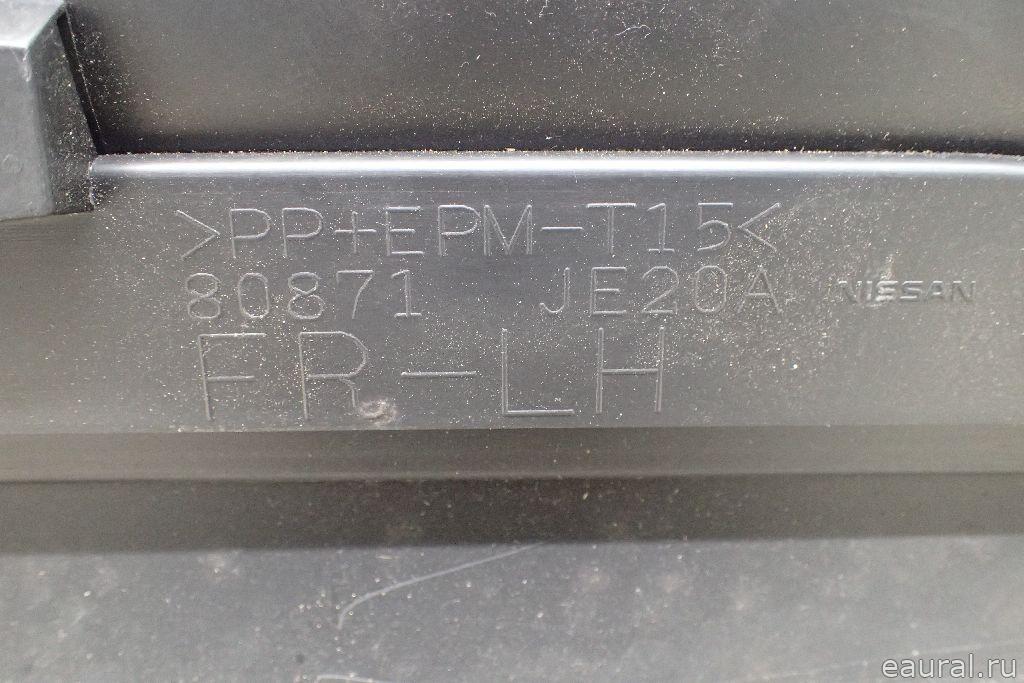 >PP+EPM-T15<
80871 JE20A NISSAN
FR-LH
eaural.ru